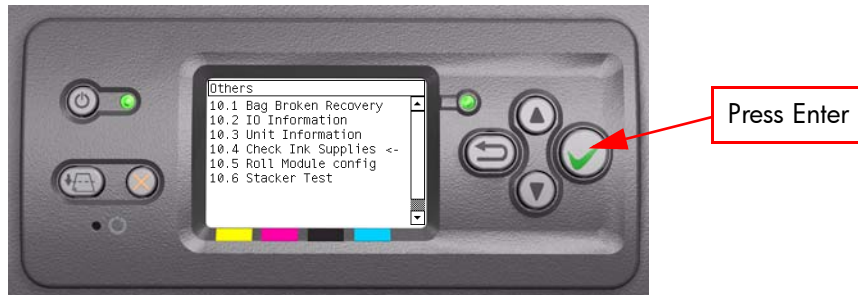 Others
10.1 Bag Broken Recovery
10.2 IO Information
10.3 Unit Information
10.4 Check Ink Supplies <-
10.5 Roll Module config
10.6 Stacker Test
Press Enter